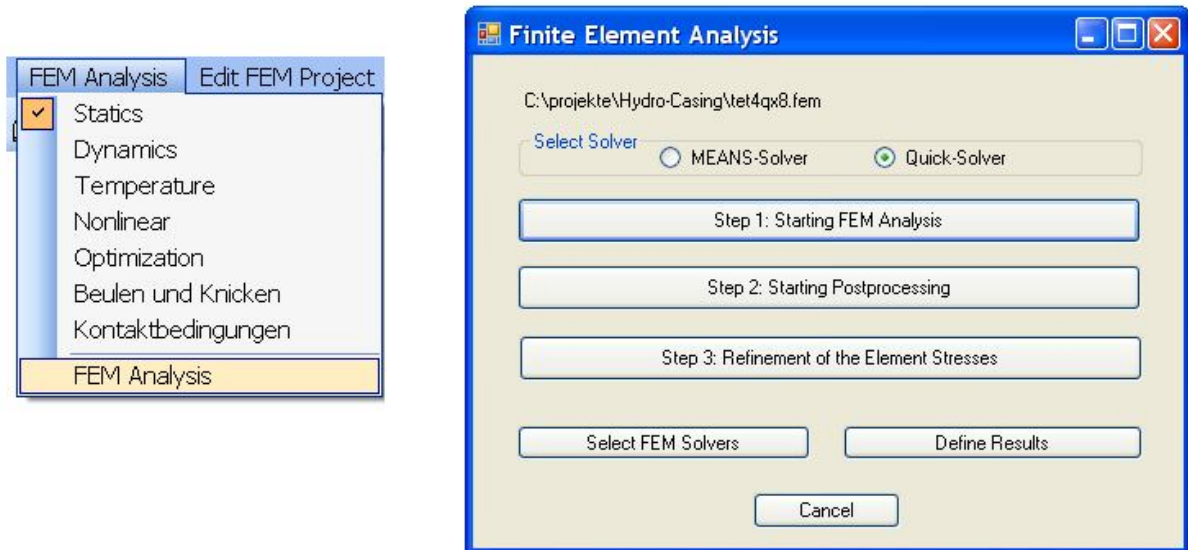 FEM Analysis Edit FEM Project
Statics
Dynamics
Temperature
Nonlinear
Optimization
Beulen und Knicken
Kontaktbedingungen
FEM Analysis
Finite Element Analysis
C:\projekte\Hydro-Casing\tet4qx8.fem
Select Solver
MEANS-Solver Quick-Solver
Step 1: Starting FEM Analysis
Step 2: Starting Postprocessing
Step 3: Refinement of the Element Stresses
Select FEM Solvers Define Results
Cancel